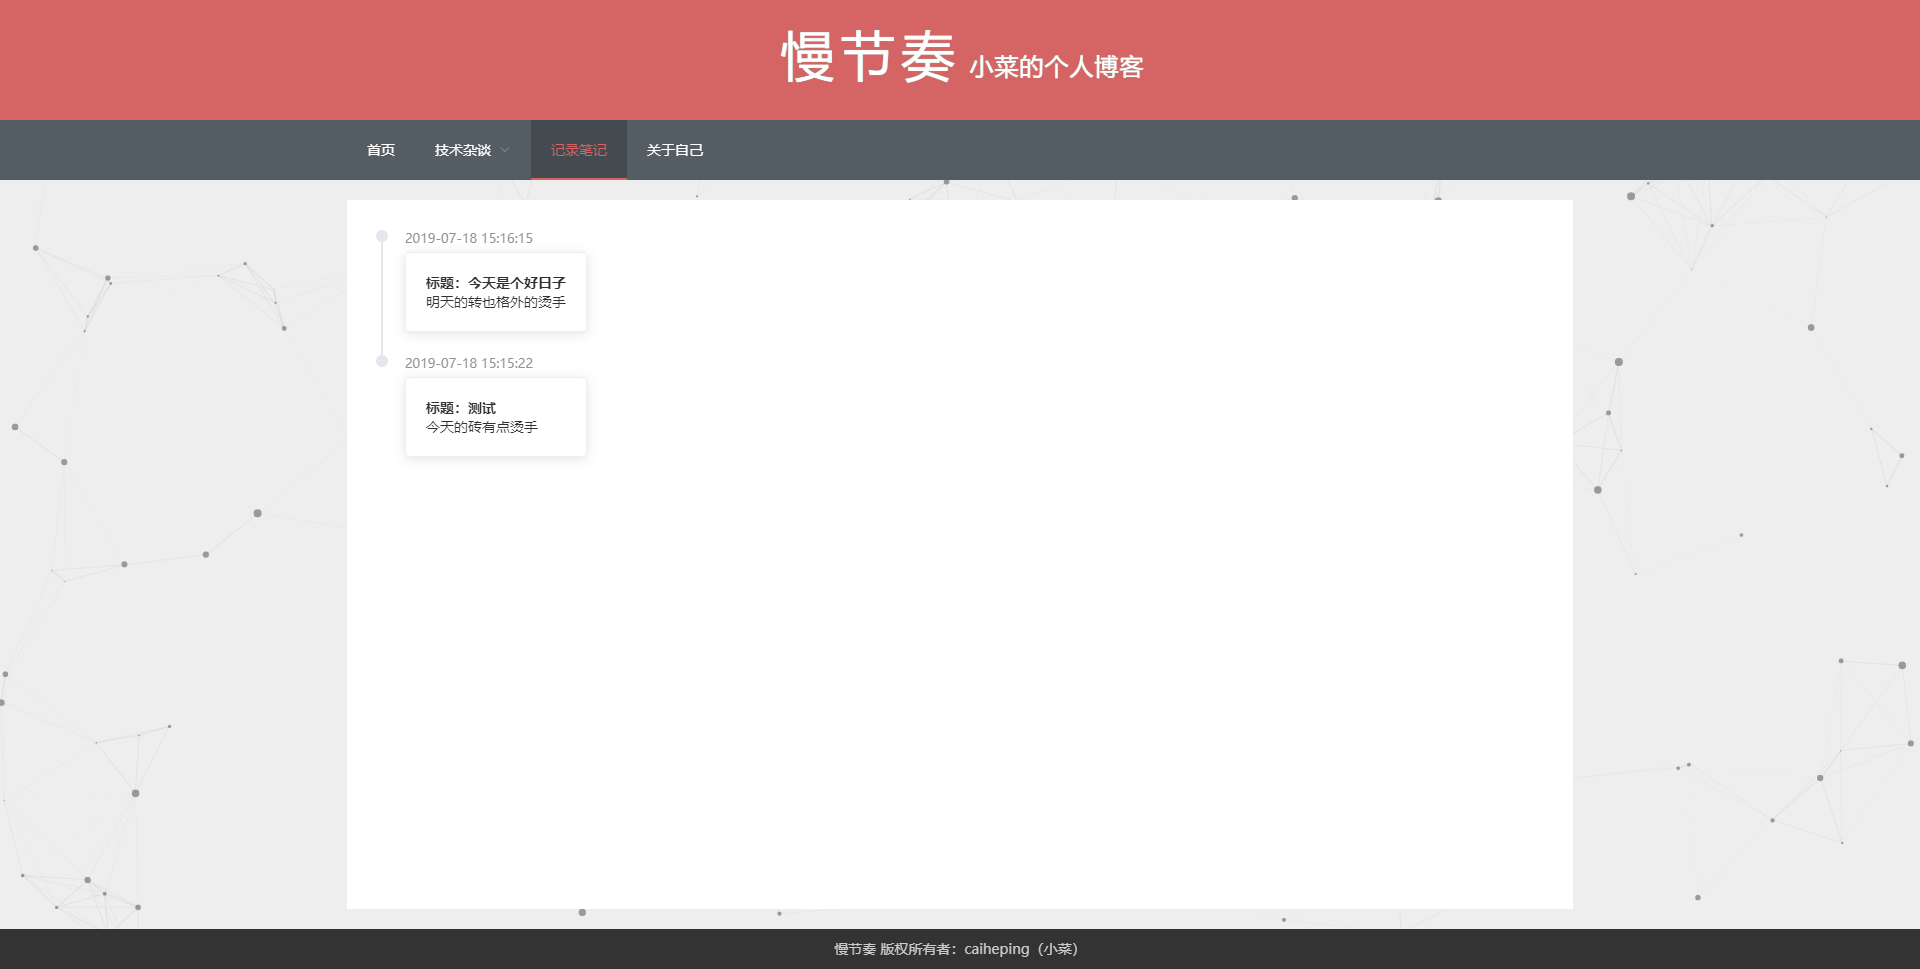 慢节奏 小菜的个人博客
首页 技术杂谈 记录笔记 关于自己
2019-07-18 15:16:15
标题：今天是个好日子
明天的转也格外的烫手
2019-07-18 15:15:22
标题：测试
今天的砖有点烫手
慢节奏 版权所有者：caiheping（小菜）